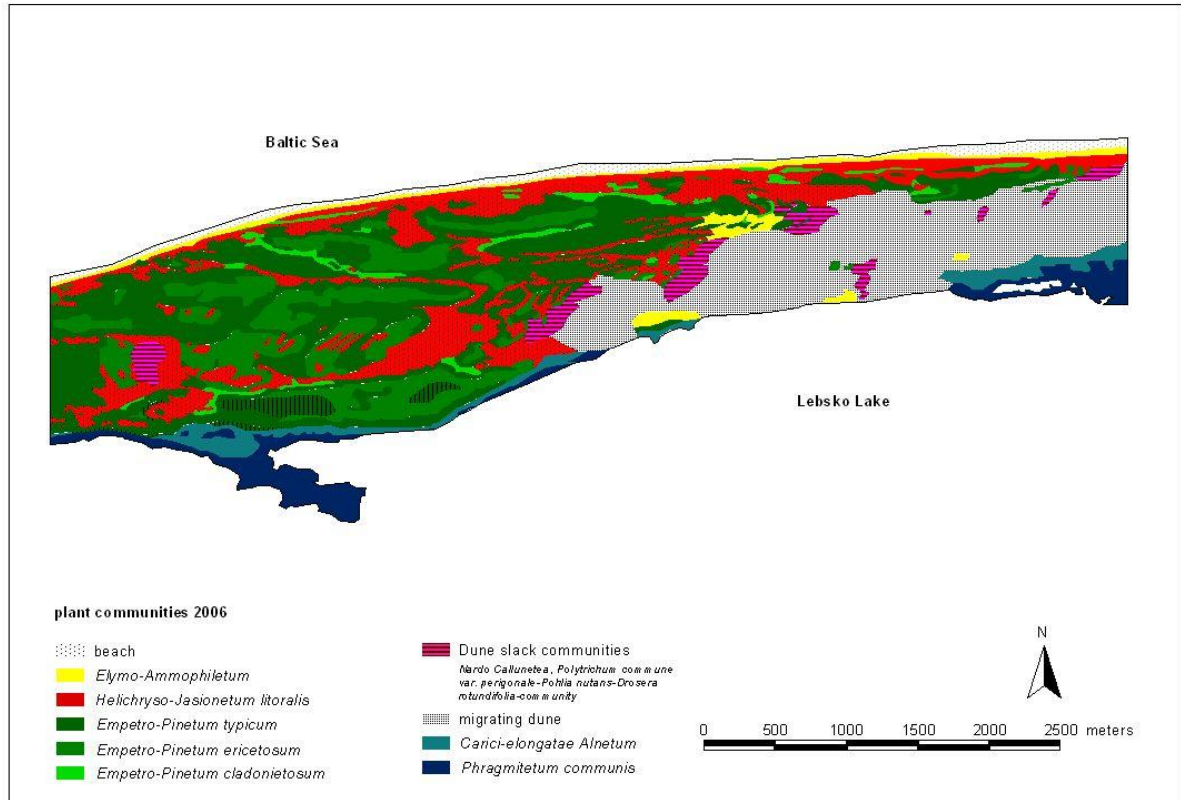 Baltic Sea
Lebsko Lake
plant communities 2006
beach
Elymo-Ammophiletum
Helichryso-Jasionetum litoralis
Empetro-Pinetum typicum
Empetro-Pinetum ericetosum
Empetro-Pinetum cladonietosum
Dune slack communities
Nardo Callunetea, Polytrichum commune
var. perigonale-Pohlia nutans-Drosera
rotundifolia-community
migrating dune
Carici-elongatae Alnetum
Phragmitetum communis
N
0 500 1000 1500 2000 2500 meters